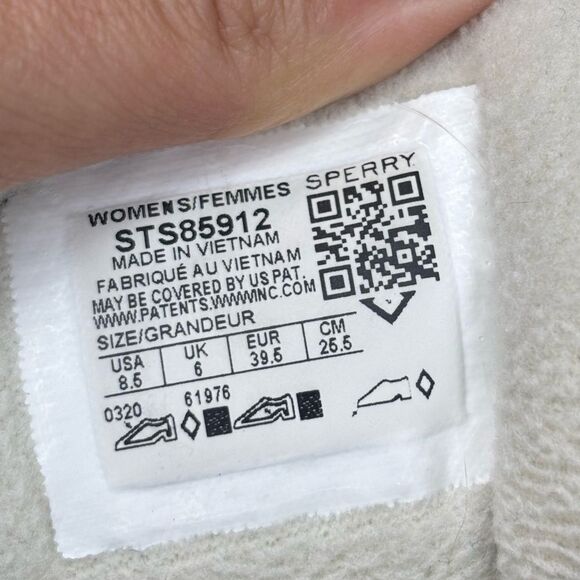 WOMENS/FEMMES SPERRY
STS85912
MADE IN VIETNAM
FABRIQUÉ AU VIETNAM
MAY BE COVERED BY US PAT.
WWW.PATENTS.WWWINC.COM
SIZE/GRANDEUR
USA UK EUR CM
8.5 6 39.5 25.5
0320 61976